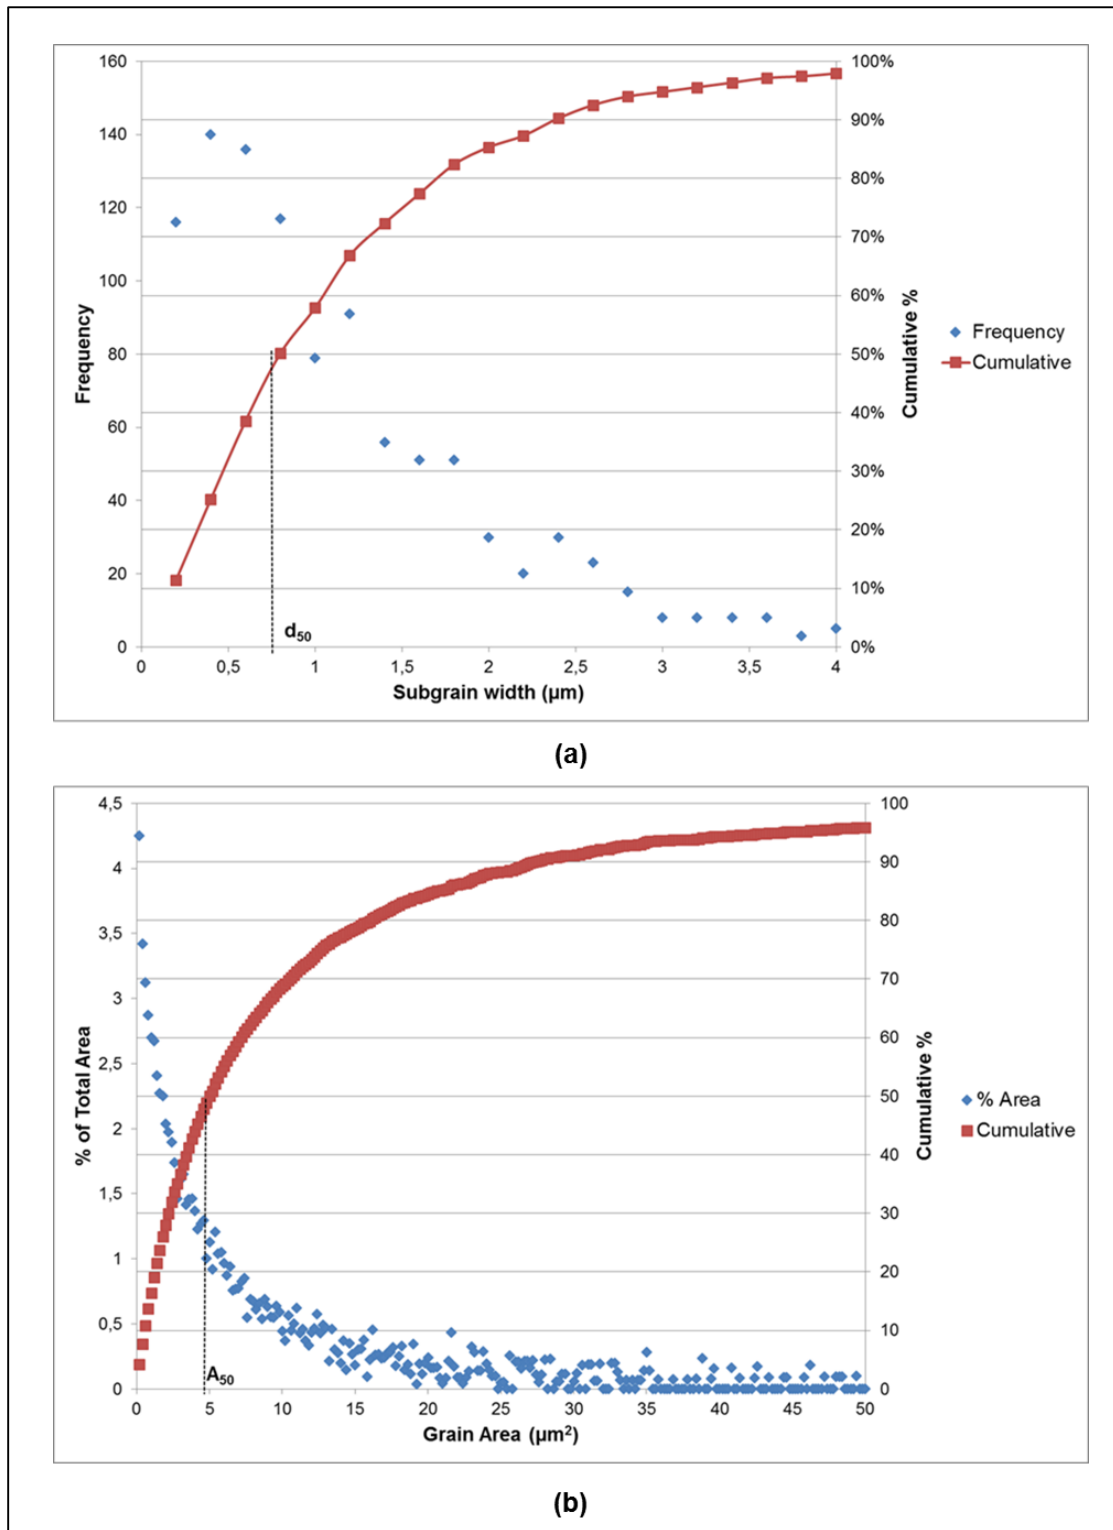 160
140
120
100
80
60
40
20
0
Frequency
100%
90%
80%
70%
60%
50%
40%
30%
20%
10%
0%
Cumulative %
Frequency
Cumulative
d50
0 0,5 1 1,5 2 2,5 3 3,5 4
Subgrain width (µm)
(a)
4,5
4
3,5
3
2,5
2
1,5
1
0,5
0
% of Total Area
100
90
80
70
60
50
40
30
20
10
0
Cumulative %
% Area
Cumulative
A50
0 5 10 15 20 25 30 35 40 45 50
Grain Area (µm²)
(b)